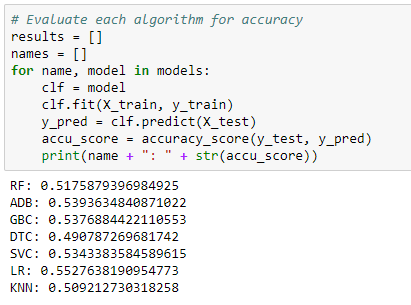 # Evaluate each algorithm for accuracy
results = []
names = []
for name, model in models:
    clf = model
    clf.fit(X_train, y_train)
    y_pred = clf.predict(X_test)
    accu_score = accuracy_score(y_test, y_pred)
    print(name + ": " + str(accu_score))
RF: 0.5175879396984925
ADB: 0.5393634840871022
GBC: 0.5376884422110553
DTC: 0.490787269681742
SVC: 0.5343383584589615
LR: 0.5527638190954773
KNN: 0.509212730318258